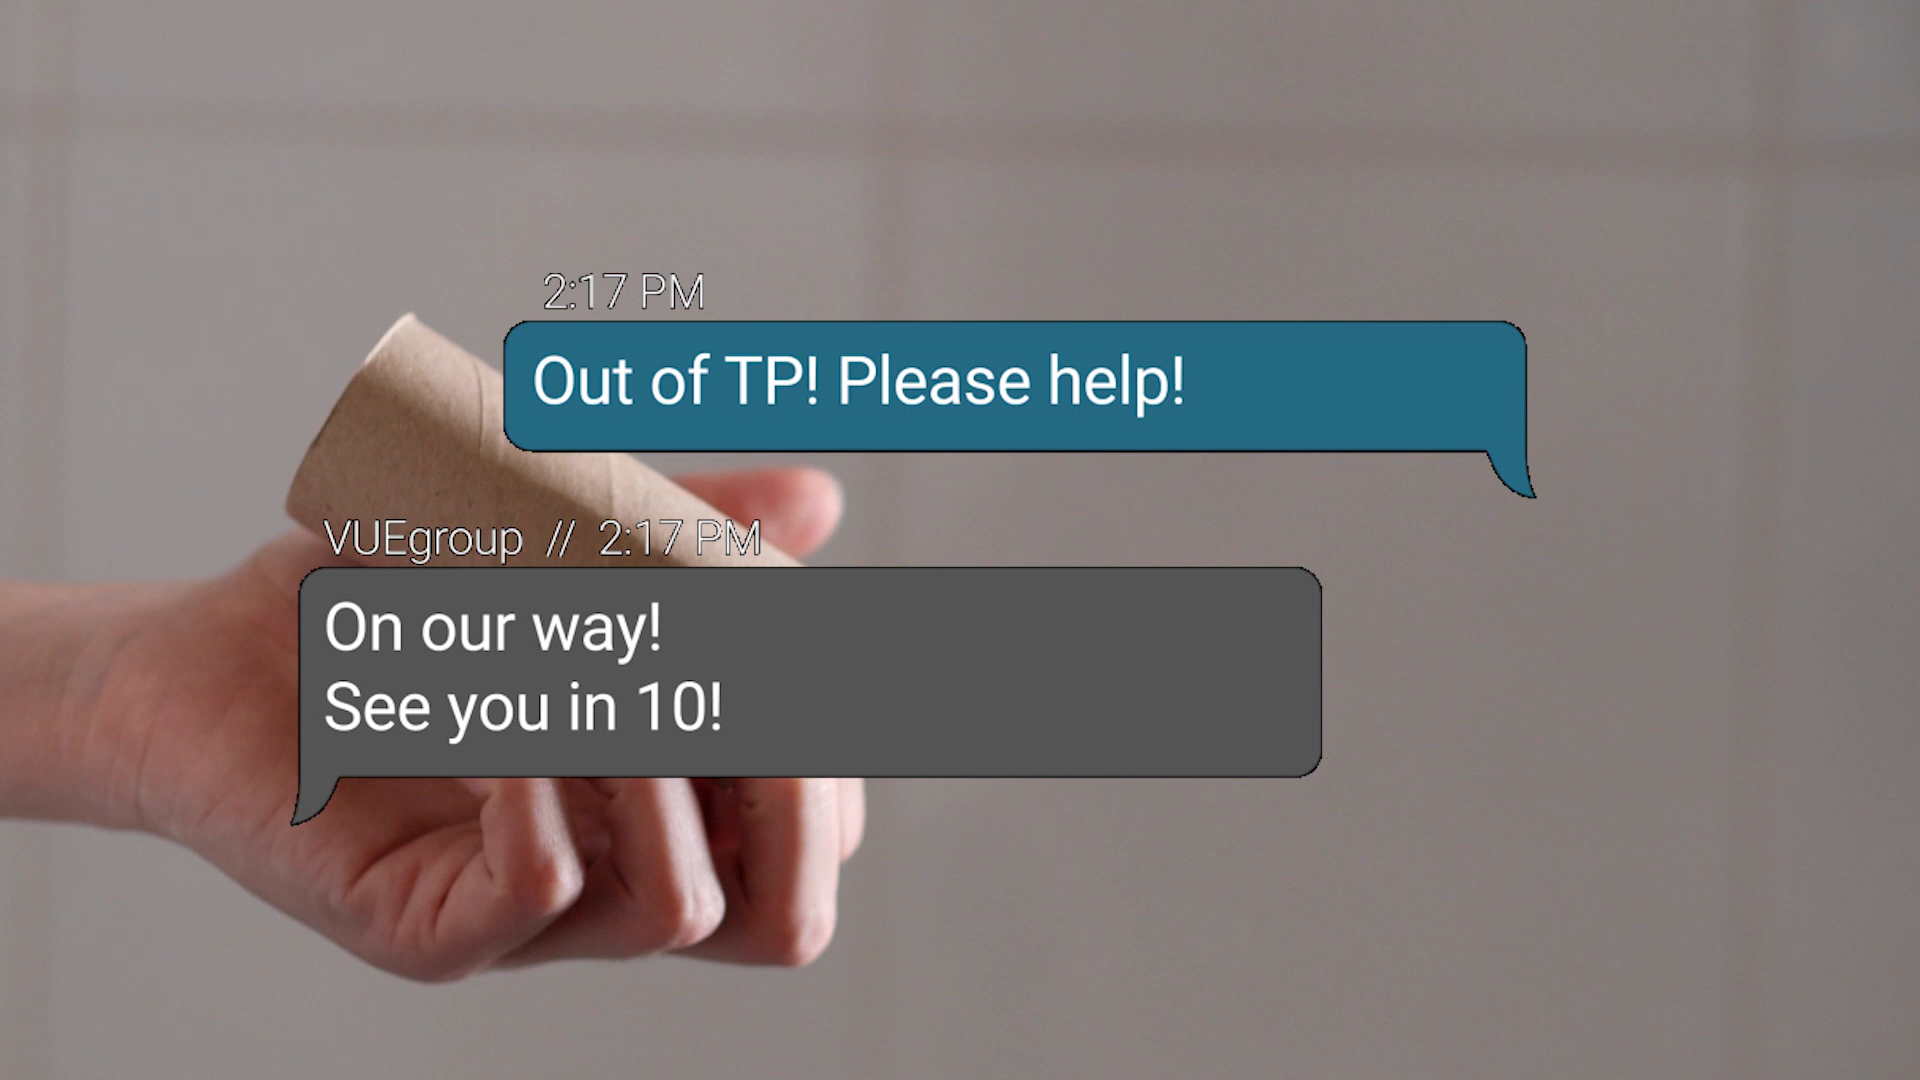 2:17 PM
Out of TP! Please help!
VUEgroup // 2:17 PM
On our way!
See you in 10!